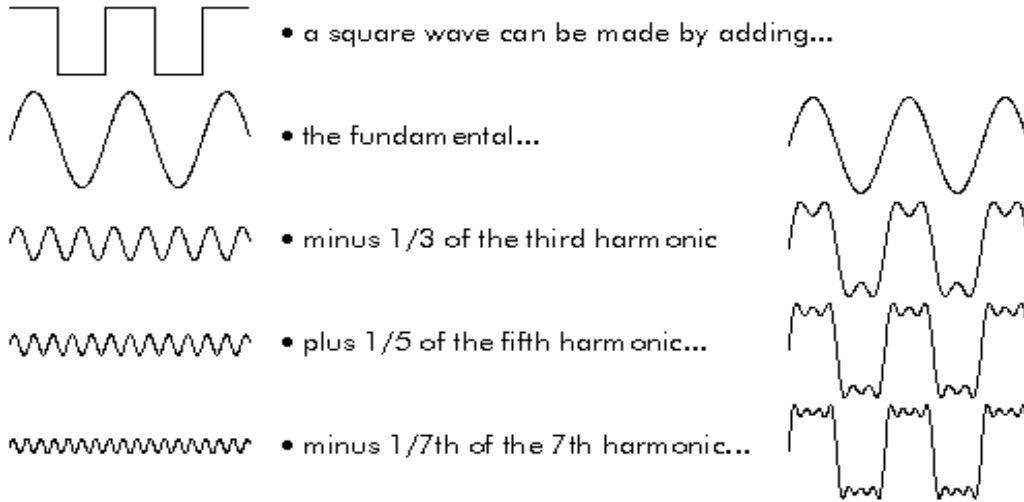 • a square wave can be made by adding...
• the fundamental...
• minus 1/3 of the third harmonic
• plus 1/5 of the fifth harmonic...
• minus 1/7th of the 7th harmonic...